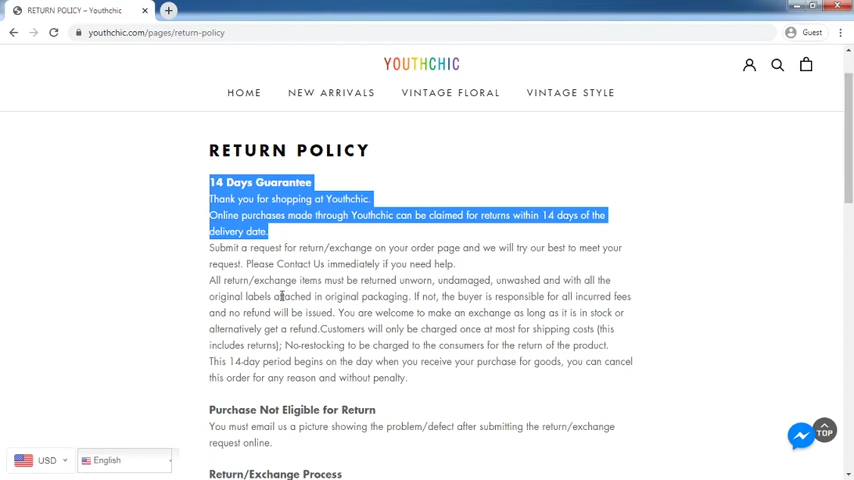 RETURN POLICY – Youthchic
youthchic.com/pages/return-policy
Guest
YOUTHCHIC
HOME NEW ARRIVALS VINTAGE FLORAL VINTAGE STYLE
RETURN POLICY
14 Days Guarantee
Thank you for shopping at Youthchic.
Online purchases made through Youthchic can be claimed for returns within 14 days of the
delivery date.
Submit a request for return/exchange on your order page and we will try our best to meet your
request. Please Contact Us immediately if you need help.
All return/exchange items must be returned unworn, undamaged, unwashed and with all the
original labels attached in original packaging. If not, the buyer is responsible for all incurred fees
and no refund will be issued. You are welcome to make an exchange as long as it is in stock or
alternatively get a refund.Customers will only be charged once at most for shipping costs (this
includes returns); No-restocking to be charged to the consumers for the return of the product.
This 14-day period begins on the day when you receive your purchase for goods, you can cancel
this order for any reason and without penalty.
Purchase Not Eligible for Return
You must email us a picture showing the problem/defect after submitting the return/exchange
request online.
TOP
USD English
Return/Exchange Process